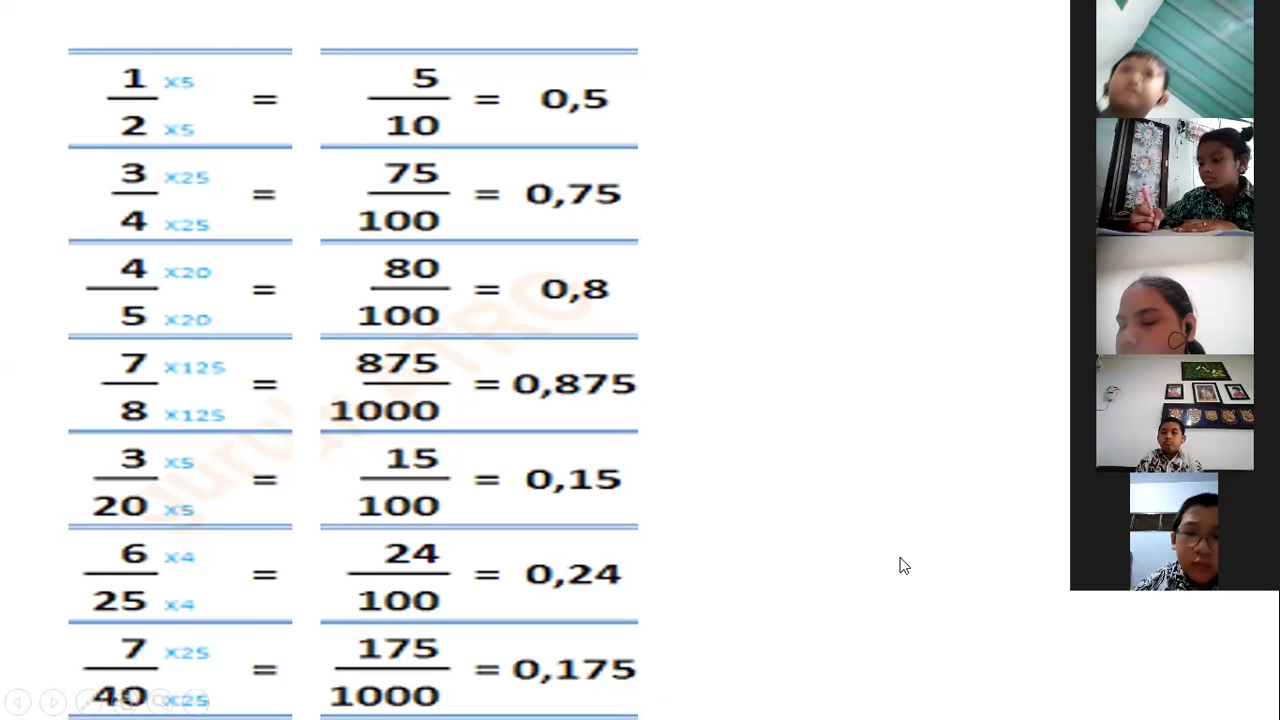 1 x5
— = 5/10 = 0,5
2 x5
3 x25
— = 75/100 = 0,75
4 x25
4 x20
— = 80/100 = 0,8
5 x20
7 x125
— = 875/1000 = 0,875
8 x125
3 x5
— = 15/100 = 0,15
20 x5
6 x4
— = 24/100 = 0,24
25 x4
7 x25
— = 175/1000 = 0,175
40 x25